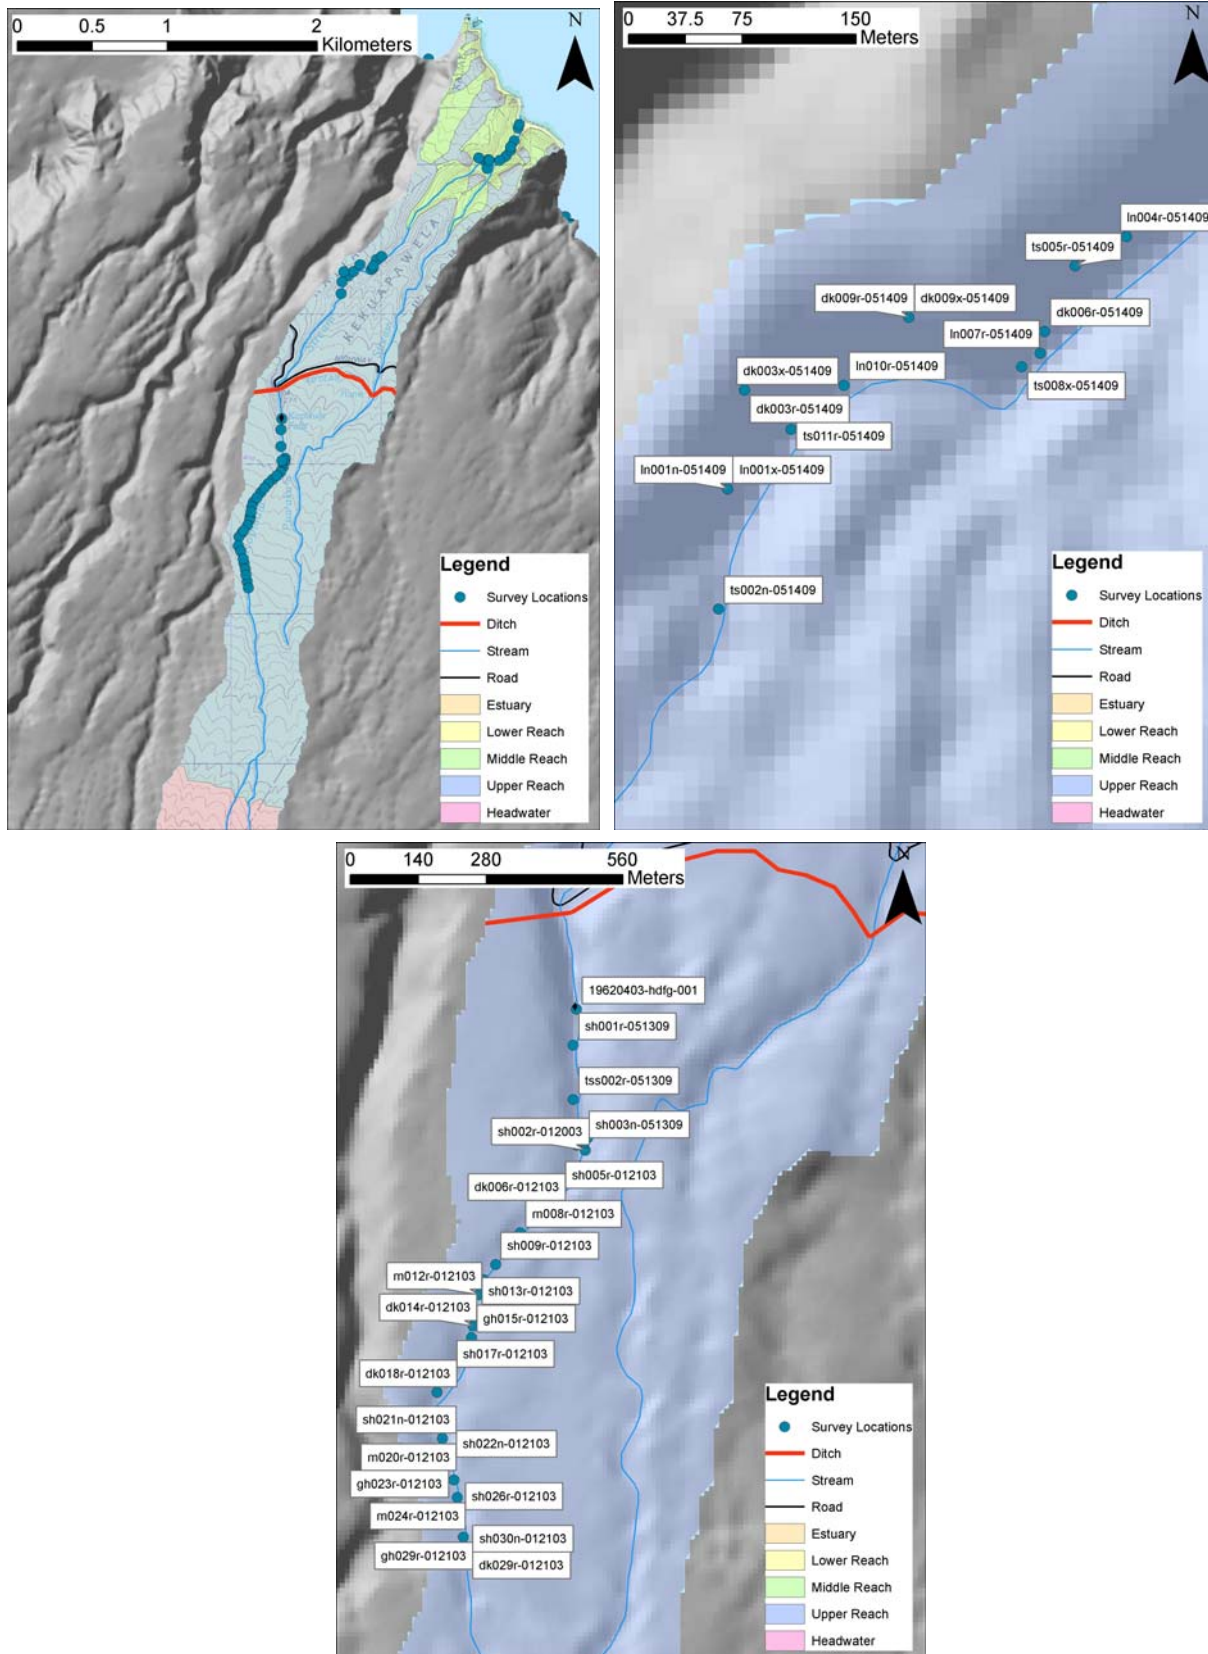 0 0.5 1 2
Kilometers
N
KEKUAPAWELA
Legend
Survey Locations
Ditch
Stream
Road
Estuary
Lower Reach
Middle Reach
Upper Reach
Headwater
0 37.5 75 150
Meters
N
ln004r-051409
ts005r-051409
dk009r-051409 dk009x-051409
dk006r-051409
ln007r-051409
dk003x-051409 ln010r-051409
ts008x-051409
dk003r-051409
ts011r-051409
ln001n-051409 ln001x-051409
ts002n-051409
Legend
Survey Locations
Ditch
Stream
Road
Estuary
Lower Reach
Middle Reach
Upper Reach
Headwater
0 140 280 560
Meters
N
19620403-hdfg-001
sh001r-051309
tss002r-051309
sh002r-012003 sh003n-051309
sh005r-012103
dk006r-012103
m008r-012103
sh009r-012103
m012r-012103
sh013r-012103
dk014r-012103
gh015r-012103
sh017r-012103
dk018r-012103
sh021n-012103
sh022n-012103
m020r-012103
gh023r-012103
sh026r-012103
m024r-012103
sh030n-012103
gh029r-012103
dk029r-012103
Legend
Survey Locations
Ditch
Stream
Road
Estuary
Lower Reach
Middle Reach
Upper Reach
Headwater